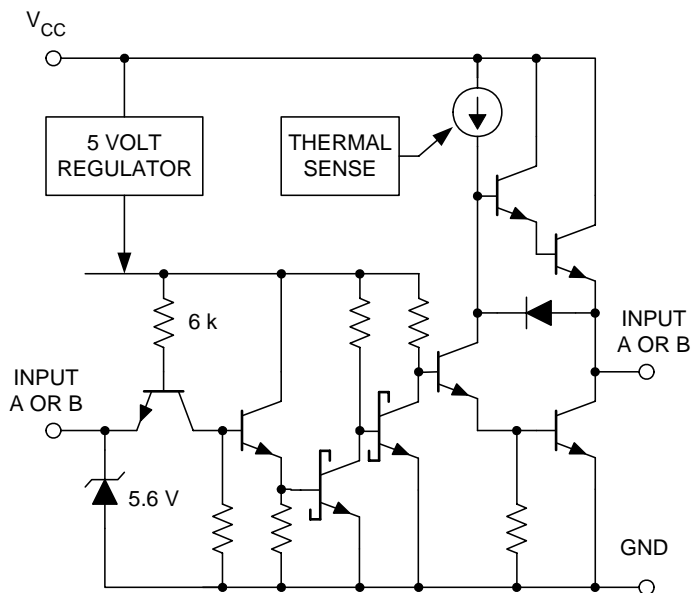 VCC
5 VOLT
REGULATOR
THERMAL
SENSE
6 k
INPUT
A OR B
INPUT
A OR B
5.6 V
GND